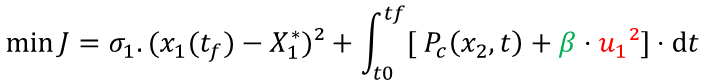 min J = σ₁. (x₁(t_f) − X₁*)² + ∫_{t0}^{tf} [ P_c(x₂, t) + β · u₁² ] · dt